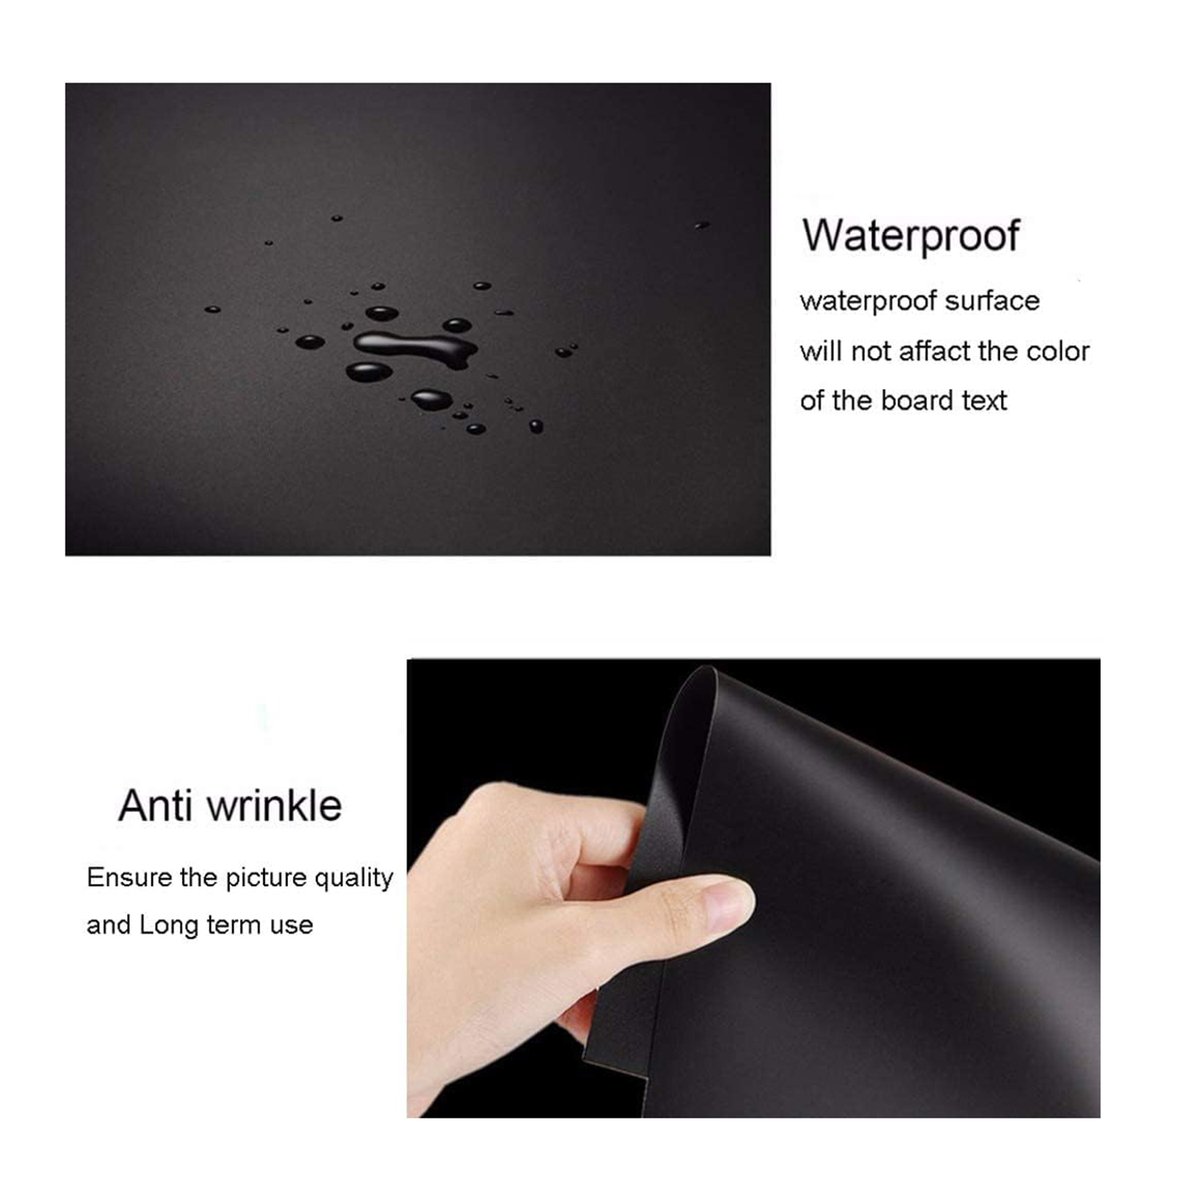 Waterproof
waterproof surface
will not affact the color
of the board text
Anti wrinkle
Ensure the picture quality
and Long term use